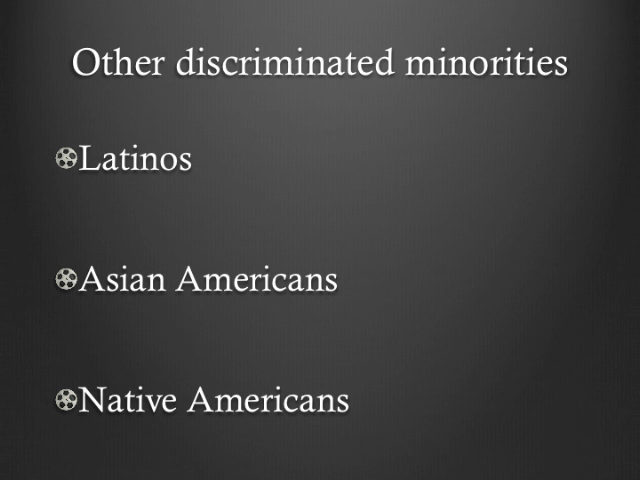 Other discriminated minorities
Latinos
Asian Americans
Native Americans